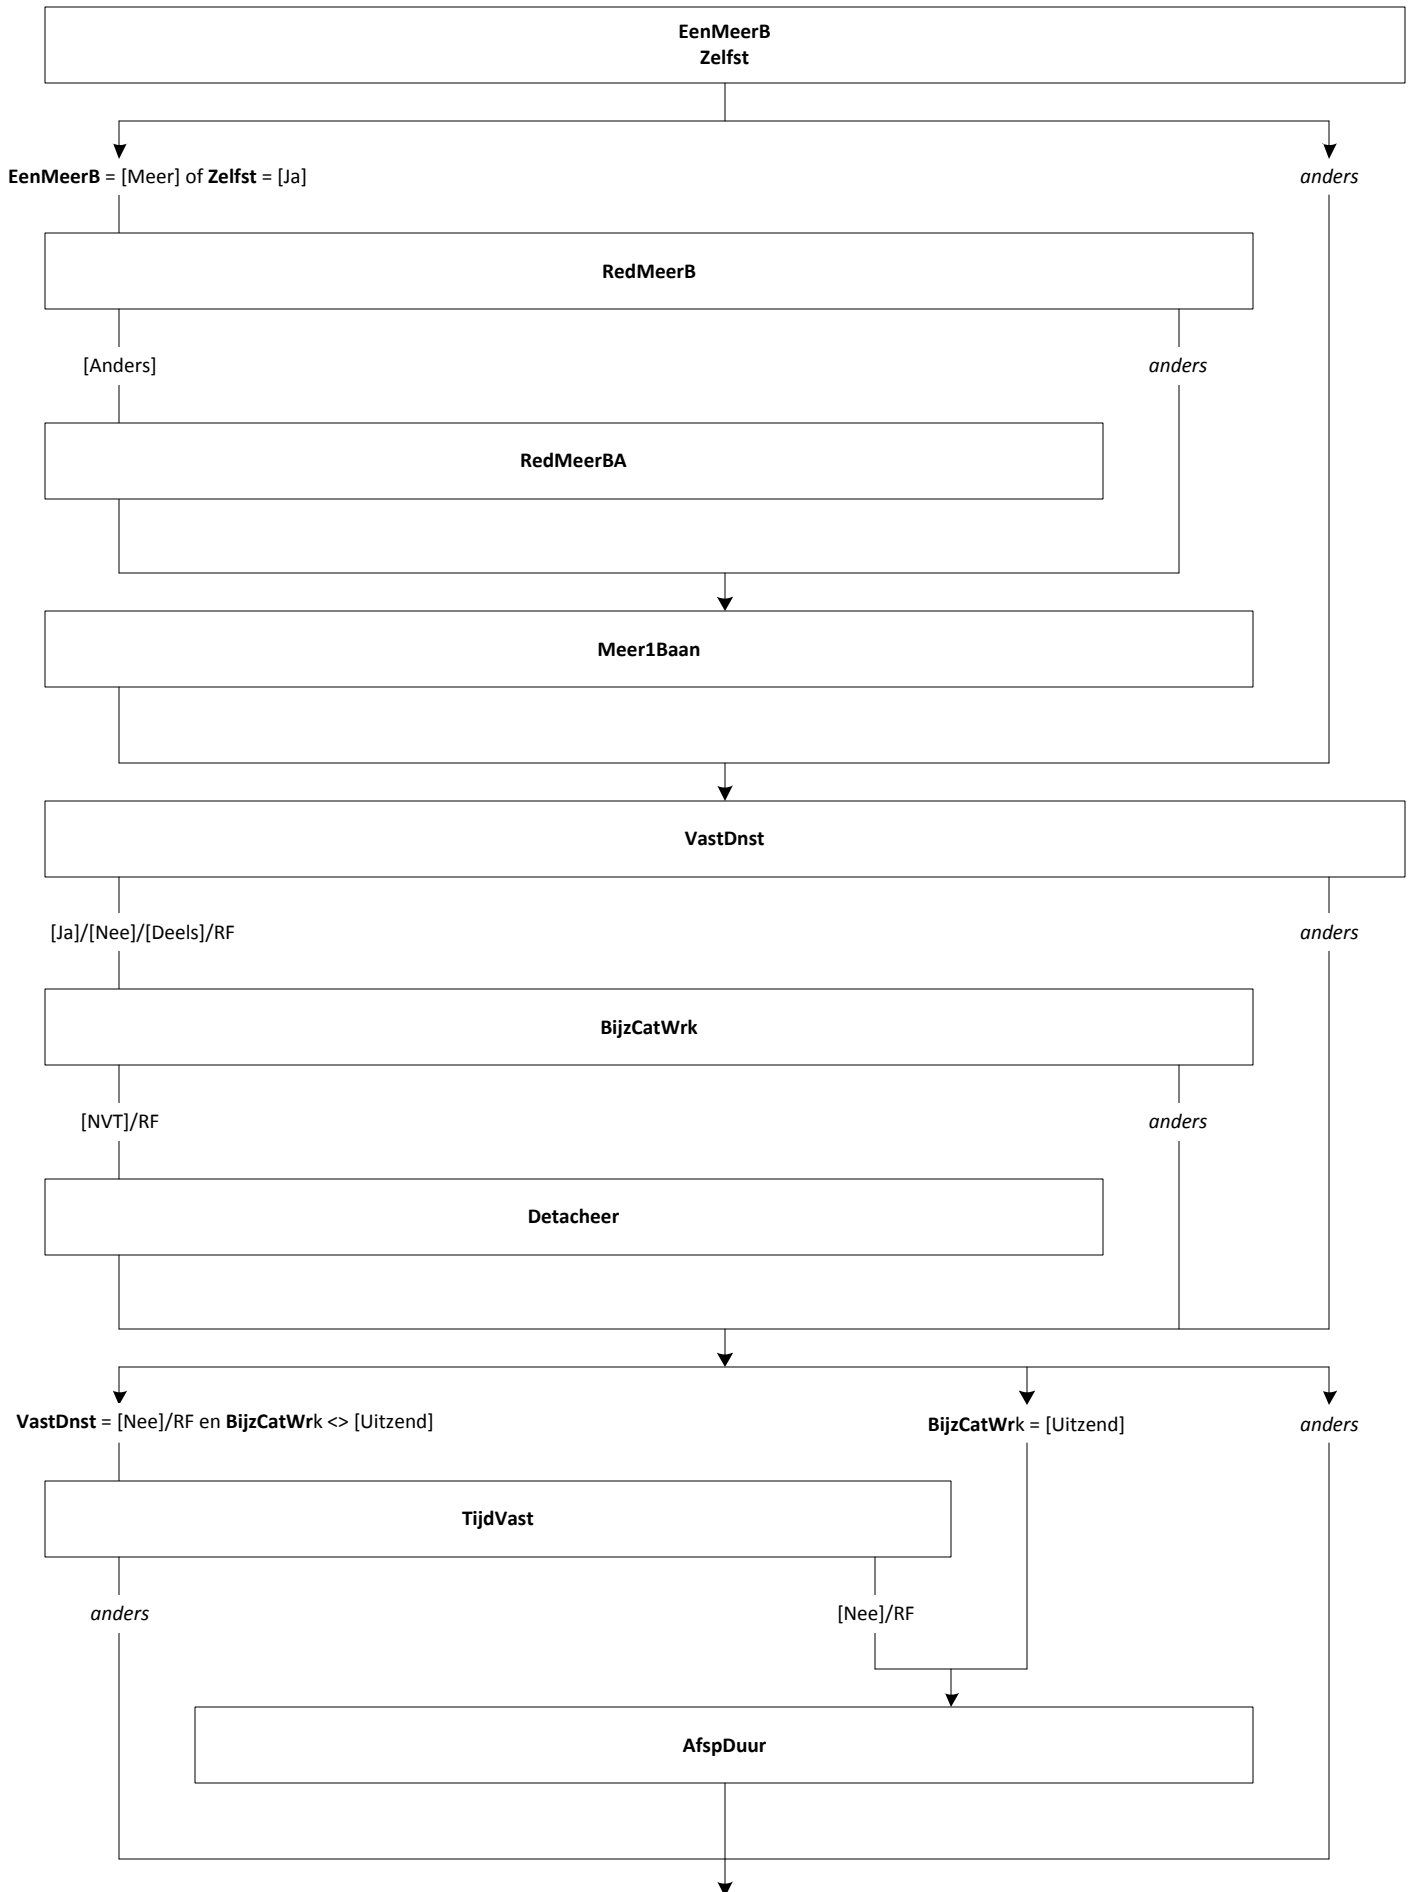 EenMeerB
Zelfst
EenMeerB = [Meer] of Zelfst = [Ja]
anders
RedMeerB
[Anders]
anders
RedMeerBA
Meer1Baan
VastDnst
[Ja]/[Nee]/[Deels]/RF
anders
BijzCatWrk
[NVT]/RF
anders
Detacheer
VastDnst = [Nee]/RF en BijzCatWrk <> [Uitzend]
BijzCatWrk = [Uitzend]
anders
TijdVast
anders
[Nee]/RF
AfspDuur